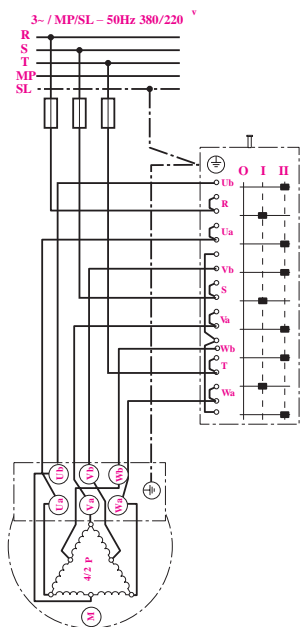 3~ / MP/SL – 50Hz 380/220 v
R
S
T
MP
SL
O I II
Ub
R
Ua
Vb
S
Va
Wb
T
Wa
Ub Vb Wb
Ua Va Wa
4/2 P
M